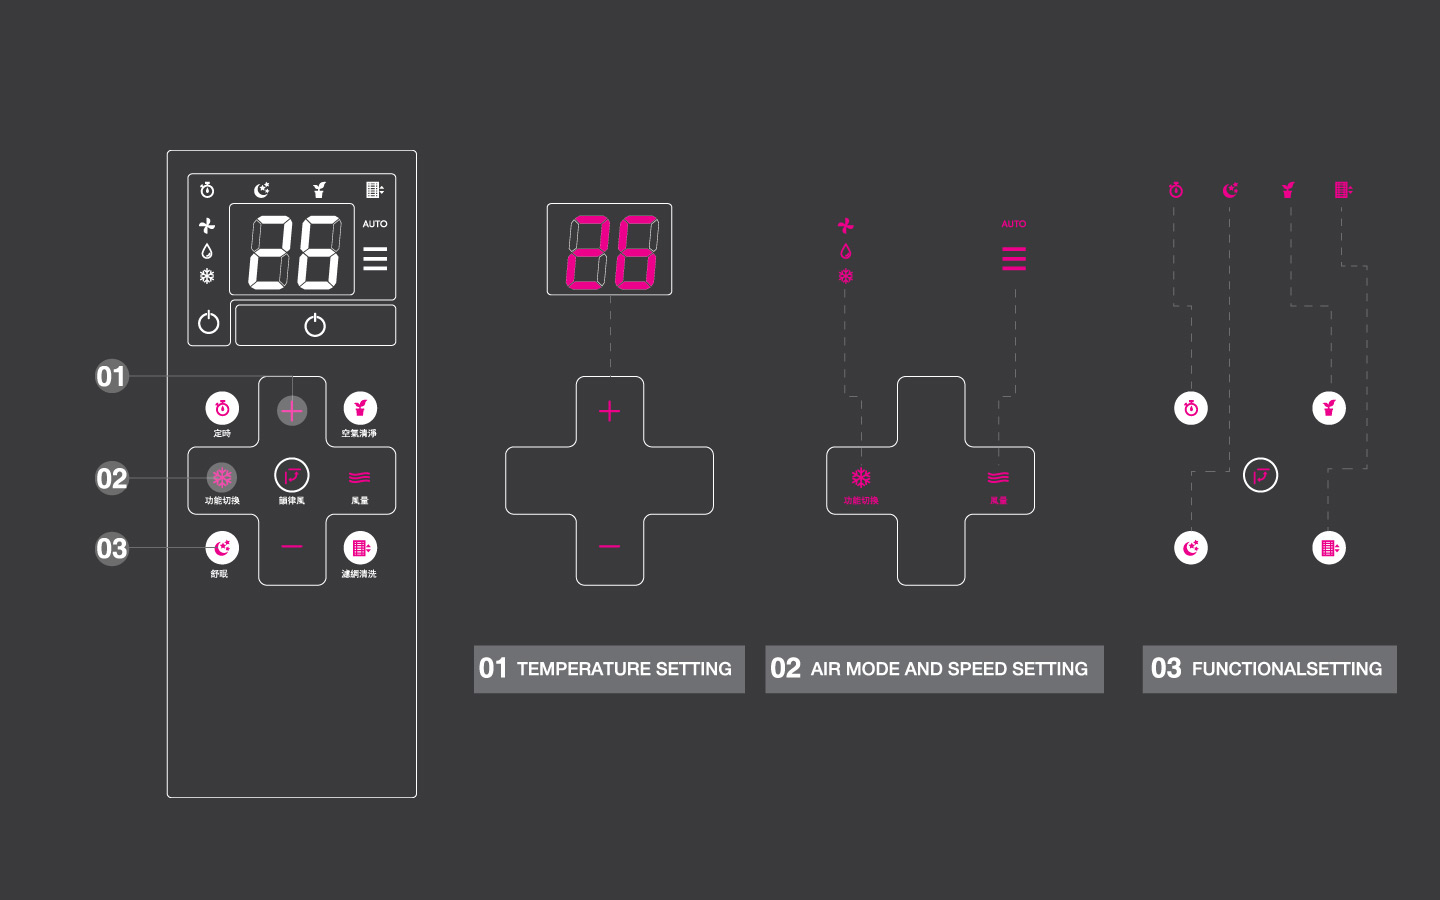 AUTO
26
01
定時
空氣清淨
02
功能切換
韻律風
風量
03
舒眠
濾網清洗
26
01 TEMPERATURE SETTING
AUTO
功能切換
風量
02 AIR MODE AND SPEED SETTING
03 FUNCTIONALSETTING